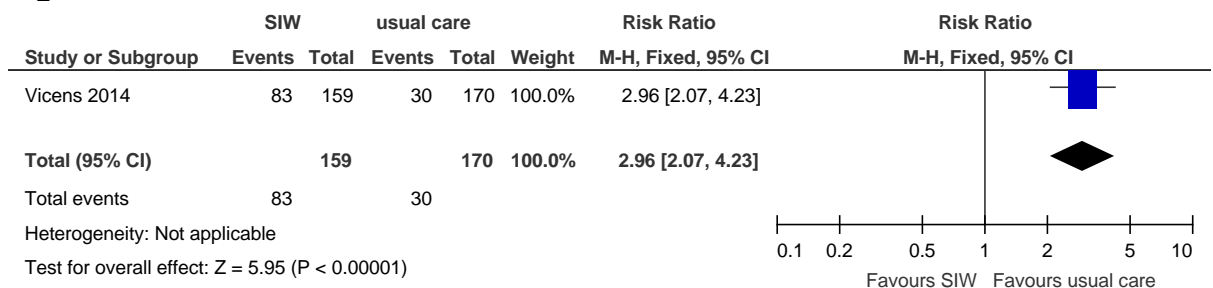 SIW usual care Risk Ratio Risk Ratio
Study or Subgroup Events Total Events Total Weight M-H, Fixed, 95% CI M-H, Fixed, 95% CI
Vicens 2014 83 159 30 170 100.0% 2.96 [2.07, 4.23]
Total (95% CI) 159 170 100.0% 2.96 [2.07, 4.23]
Total events 83 30
Heterogeneity: Not applicable
Test for overall effect: Z = 5.95 (P < 0.00001)
0.1 0.2 0.5 1 2 5 10
Favours SIW Favours usual care